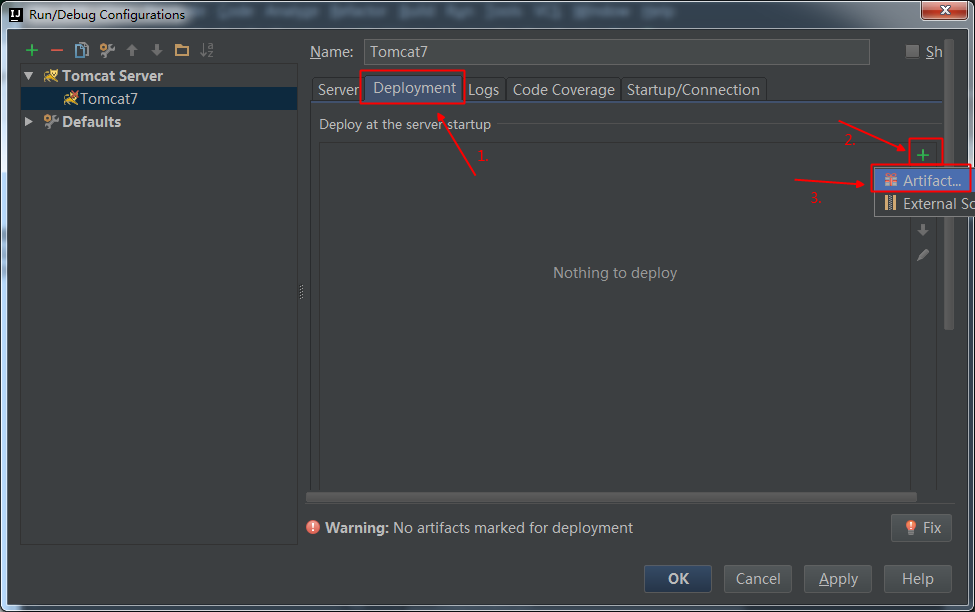 Run/Debug Configurations
Name: Tomcat7
Sh
Tomcat Server
Tomcat7
Defaults
Server Deployment Logs Code Coverage Startup/Connection
Deploy at the server startup
1.
2.
Artifact...
3.
External Sc
Nothing to deploy
Warning: No artifacts marked for deployment
Fix
OK Cancel Apply Help